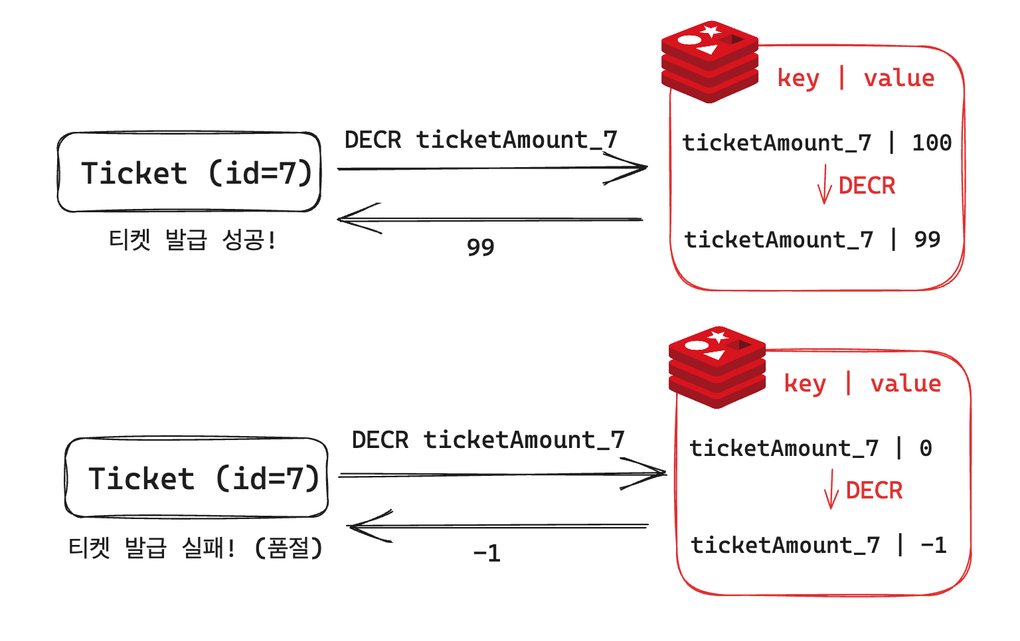 key | value
DECR ticketAmount_7
ticketAmount_7 | 100
Ticket (id=7)
DECR
티켓 발급 성공!
99
ticketAmount_7 | 99
key | value
DECR ticketAmount_7
ticketAmount_7 | 0
Ticket (id=7)
DECR
티켓 발급 실패! (품절)
-1
ticketAmount_7 | -1